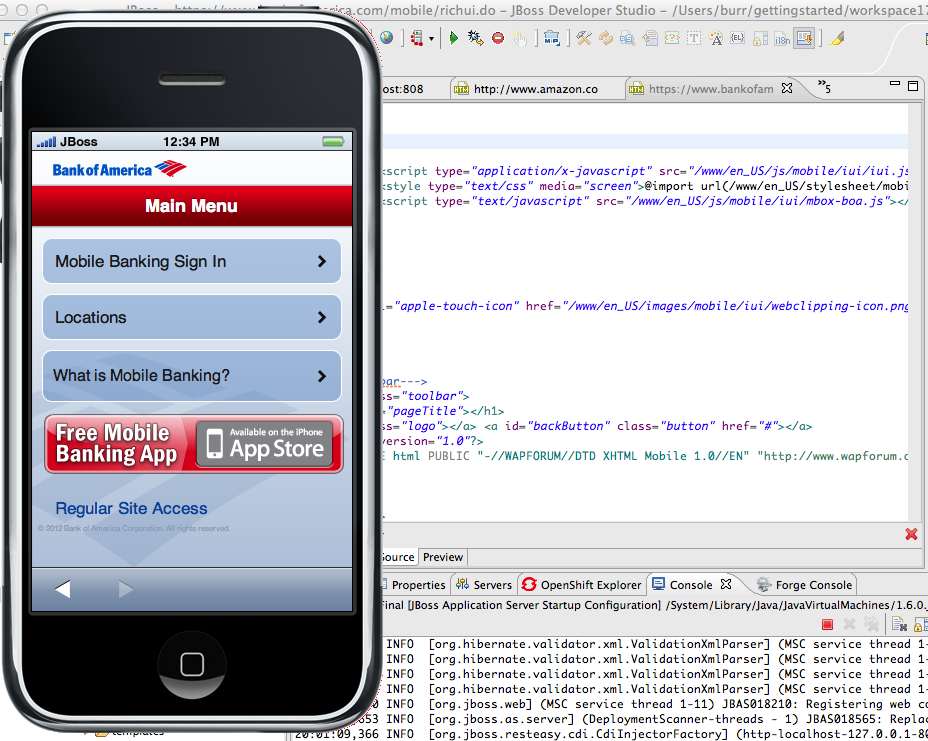 JBoss - https://www.bankofamerica.com/mobile/richui.do - JBoss Developer Studio - /Users/burr/gettingstarted/workspace17
ost:808 http://www.amazon.co https://www.bankofam 5
JBoss 12:34 PM
Bank of America
Main Menu
Mobile Banking Sign In
Locations
What is Mobile Banking?
Free Mobile
Banking App
Available on the iPhone
App Store
Regular Site Access
© 2012 Bank of America Corporation. All rights reserved.
script type="application/x-javascript" src="/www/en_US/js/mobile/iui/iui.js
style type="text/css" media="screen">@import url(/www/en_US/stylesheet/mobi
script type="text/javascript" src="/www/en_US/js/mobile/iui/mbox-boa.js"></
="apple-touch-icon" href="/www/en_US/images/mobile/iui/webclipping-icon.png
bar--->
ss="toolbar">
="pageTitle"></h1>
ss="logo"></a> <a id="backButton" class="button" href="#"></a>
version="1.0"?>
E html PUBLIC "-//WAPFORUM//DTD XHTML Mobile 1.0//EN" "http://www.wapforum.o
Source Preview
Properties Servers OpenShift Explorer Console Forge Console
Final [JBoss Application Server Startup Configuration] /System/Library/Java/JavaVirtualMachines/1.6.0.
INFO [org.hibernate.validator.xml.ValidationXmlParser] (MSC service thread 1-
INFO [org.hibernate.validator.xml.ValidationXmlParser] (MSC service thread 1-
INFO [org.hibernate.validator.xml.ValidationXmlParser] (MSC service thread 1-
INFO [org.hibernate.validator.xml.ValidationXmlParser] (MSC service thread 1-
0 INFO [org.jboss.web] (MSC service thread 1-11) JBAS018210: Registering web co
653 INFO [org.jboss.as.server] (DeploymentScanner-threads - 1) JBAS018565: Repla
20:01:09,366 INFO [org.jboss.resteasy.cdi.CdiInjectorFactory] (http-localhost-127.0.0.1-80
templates